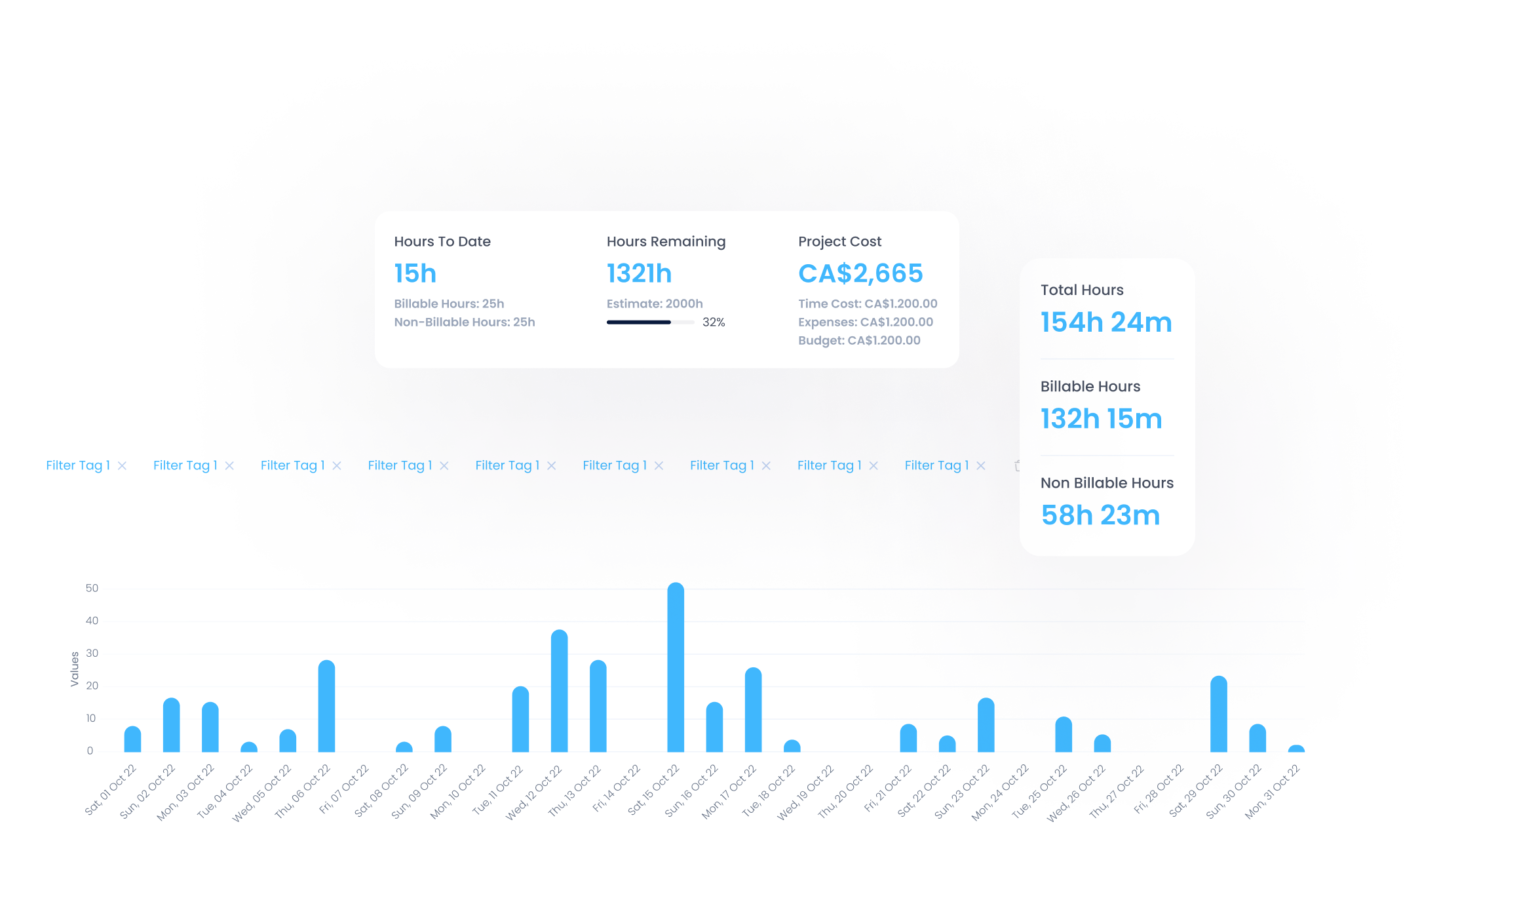 Hours To Date
15h
Billable Hours: 25h
Non-Billable Hours: 25h
Hours Remaining
1321h
Estimate: 2000h
32%
Project Cost
CA$2,665
Time Cost: CA$1.200.00
Expenses: CA$1.200.00
Budget: CA$1.200.00
Total Hours
154h 24m
Billable Hours
132h 15m
Non Billable Hours
58h 23m
Filter Tag 1 Filter Tag 1 Filter Tag 1 Filter Tag 1 Filter Tag 1 Filter Tag 1 Filter Tag 1 Filter Tag 1 Filter Tag 1
Values
50
40
30
20
10
0
Sat, 01 Oct 22
Sun, 02 Oct 22
Mon, 03 Oct 22
Tue, 04 Oct 22
Wed, 05 Oct 22
Thu, 06 Oct 22
Fri, 07 Oct 22
Sat, 08 Oct 22
Sun, 09 Oct 22
Mon, 10 Oct 22
Tue, 11 Oct 22
Wed, 12 Oct 22
Thu, 13 Oct 22
Fri, 14 Oct 22
Sat, 15 Oct 22
Sun, 16 Oct 22
Mon, 17 Oct 22
Tue, 18 Oct 22
Wed, 19 Oct 22
Thu, 20 Oct 22
Fri, 21 Oct 22
Sat, 22 Oct 22
Sun, 23 Oct 22
Mon, 24 Oct 22
Tue, 25 Oct 22
Wed, 26 Oct 22
Thu, 27 Oct 22
Fri, 28 Oct 22
Sat, 29 Oct 22
Sun, 30 Oct 22
Mon, 31 Oct 22